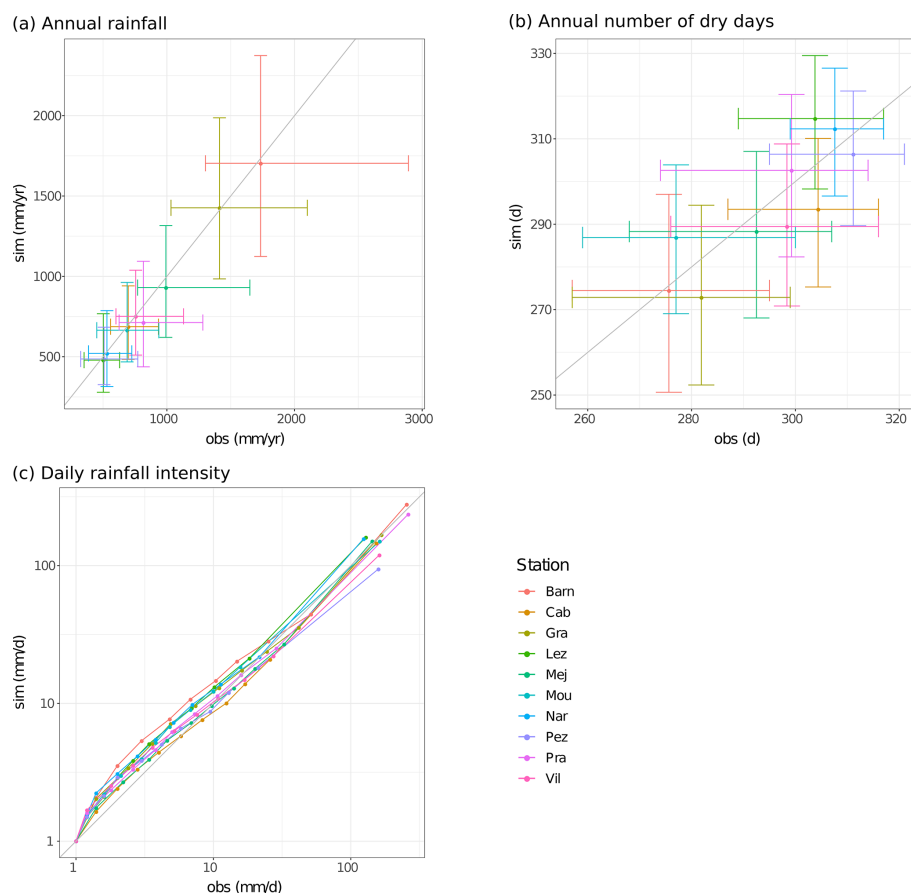 (a) Annual rainfall
2000
1500
1000
500
sim (mm/yr)
1000 2000 3000
obs (mm/yr)
(b) Annual number of dry days
330
310
290
270
250
sim (d)
260 280 300 320
obs (d)
(c) Daily rainfall intensity
100
10
1
sim (mm/d)
1 10 100
obs (mm/d)
Station
Barn
Cab
Gra
Lez
Mej
Mou
Nar
Pez
Pra
Vil